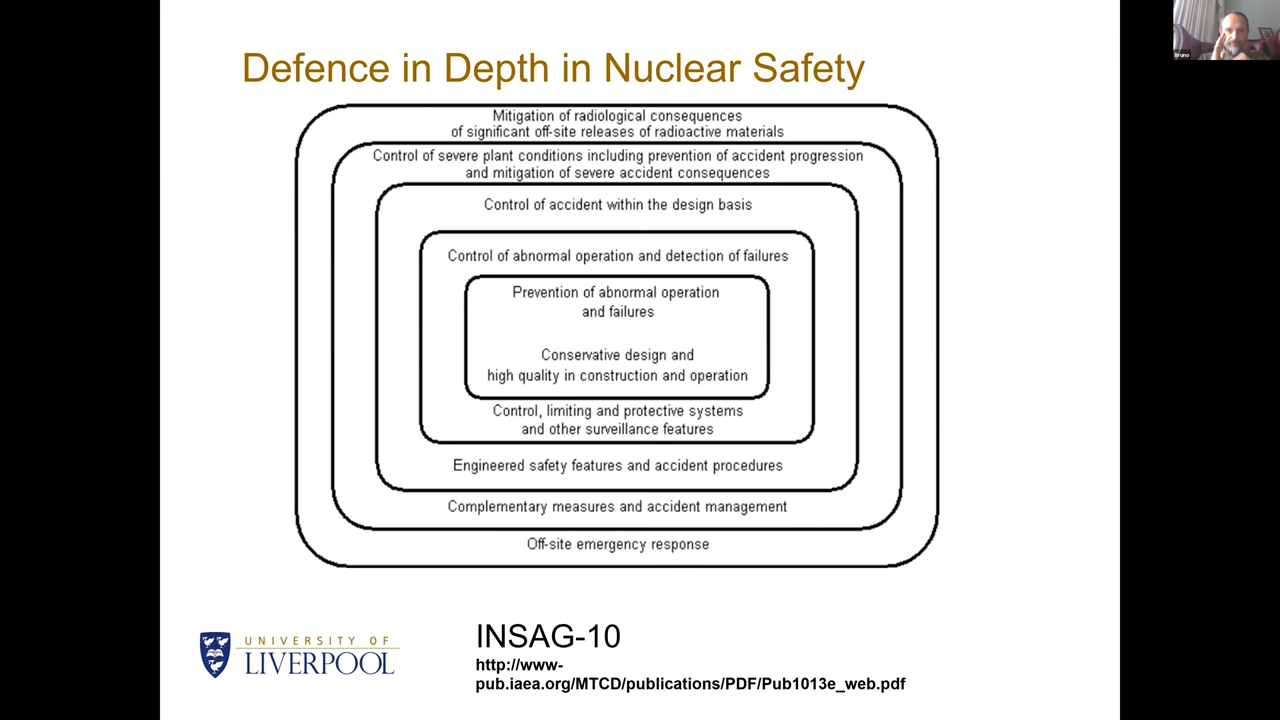 Defence in Depth in Nuclear Safety
Mitigation of radiological consequences
of significant off-site releases of radioactive materials
Control of severe plant conditions including prevention of accident progression
and mitigation of severe accident consequences
Control of accident within the design basis
Control of abnormal operation and detection of failures
Prevention of abnormal operation
and failures
Conservative design and
high quality in construction and operation
Control, limiting and protective systems
and other surveillance features
Engineered safety features and accident procedures
Complementary measures and accident management
Off-site emergency response
UNIVERSITY OF
LIVERPOOL
INSAG-10
http://www-
pub.iaea.org/MTCD/publications/PDF/Pub1013e_web.pdf
Bruno